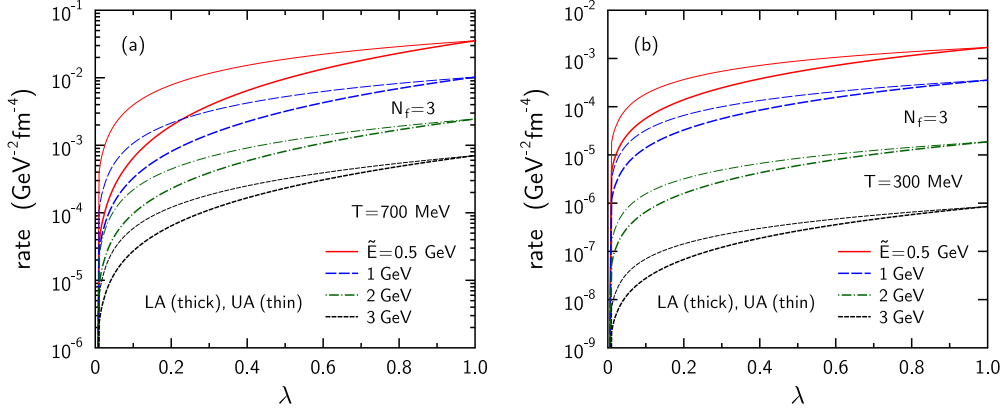 (a)
rate (GeV⁻²fm⁻⁴)
10⁻¹
10⁻²
10⁻³
10⁻⁴
10⁻⁵
10⁻⁶
N_f=3
T=700 MeV
Ẽ=0.5 GeV
1 GeV
2 GeV
3 GeV
LA (thick), UA (thin)
0 0.2 0.4 0.6 0.8 1.0
λ
(b)
rate (GeV⁻²fm⁻⁴)
10⁻²
10⁻³
10⁻⁴
10⁻⁵
10⁻⁶
10⁻⁷
10⁻⁸
10⁻⁹
N_f=3
T=300 MeV
Ẽ=0.5 GeV
1 GeV
2 GeV
3 GeV
LA (thick), UA (thin)
0 0.2 0.4 0.6 0.8 1.0
λ